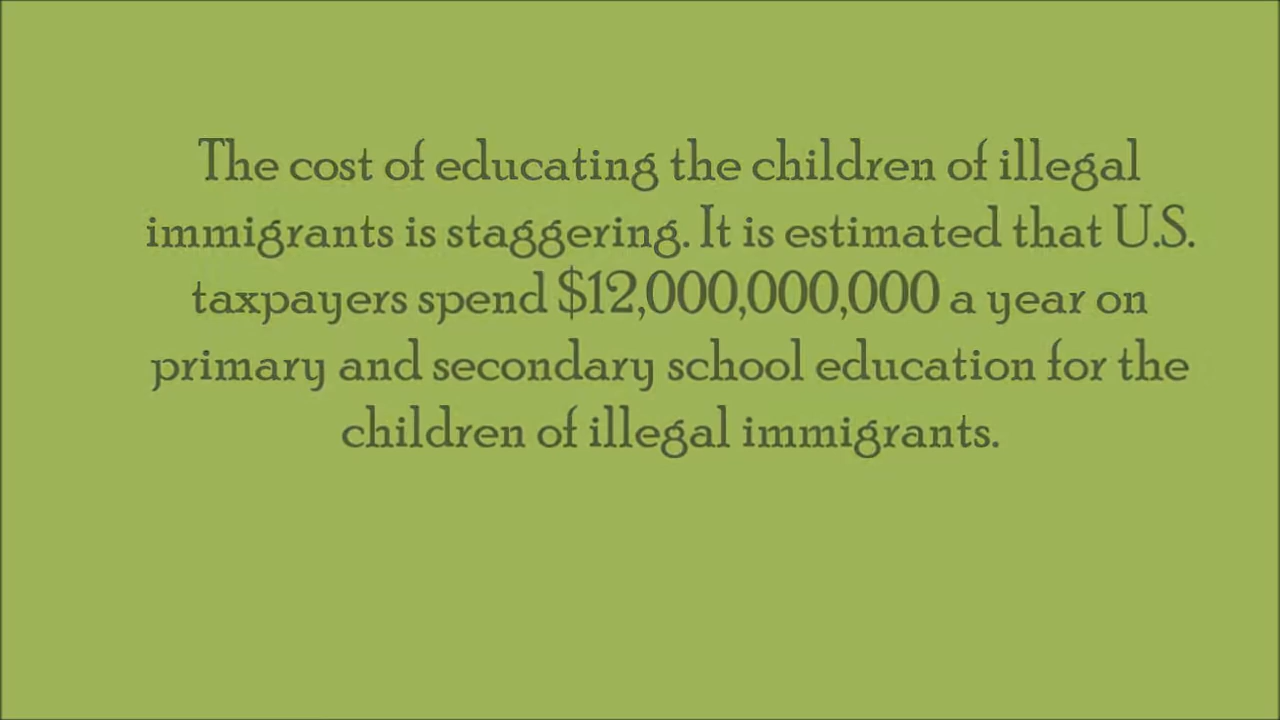 The cost of educating the children of illegal
immigrants is staggering. It is estimated that U.S.
taxpayers spend $12,000,000,000 a year on
primary and secondary school education for the
children of illegal immigrants.